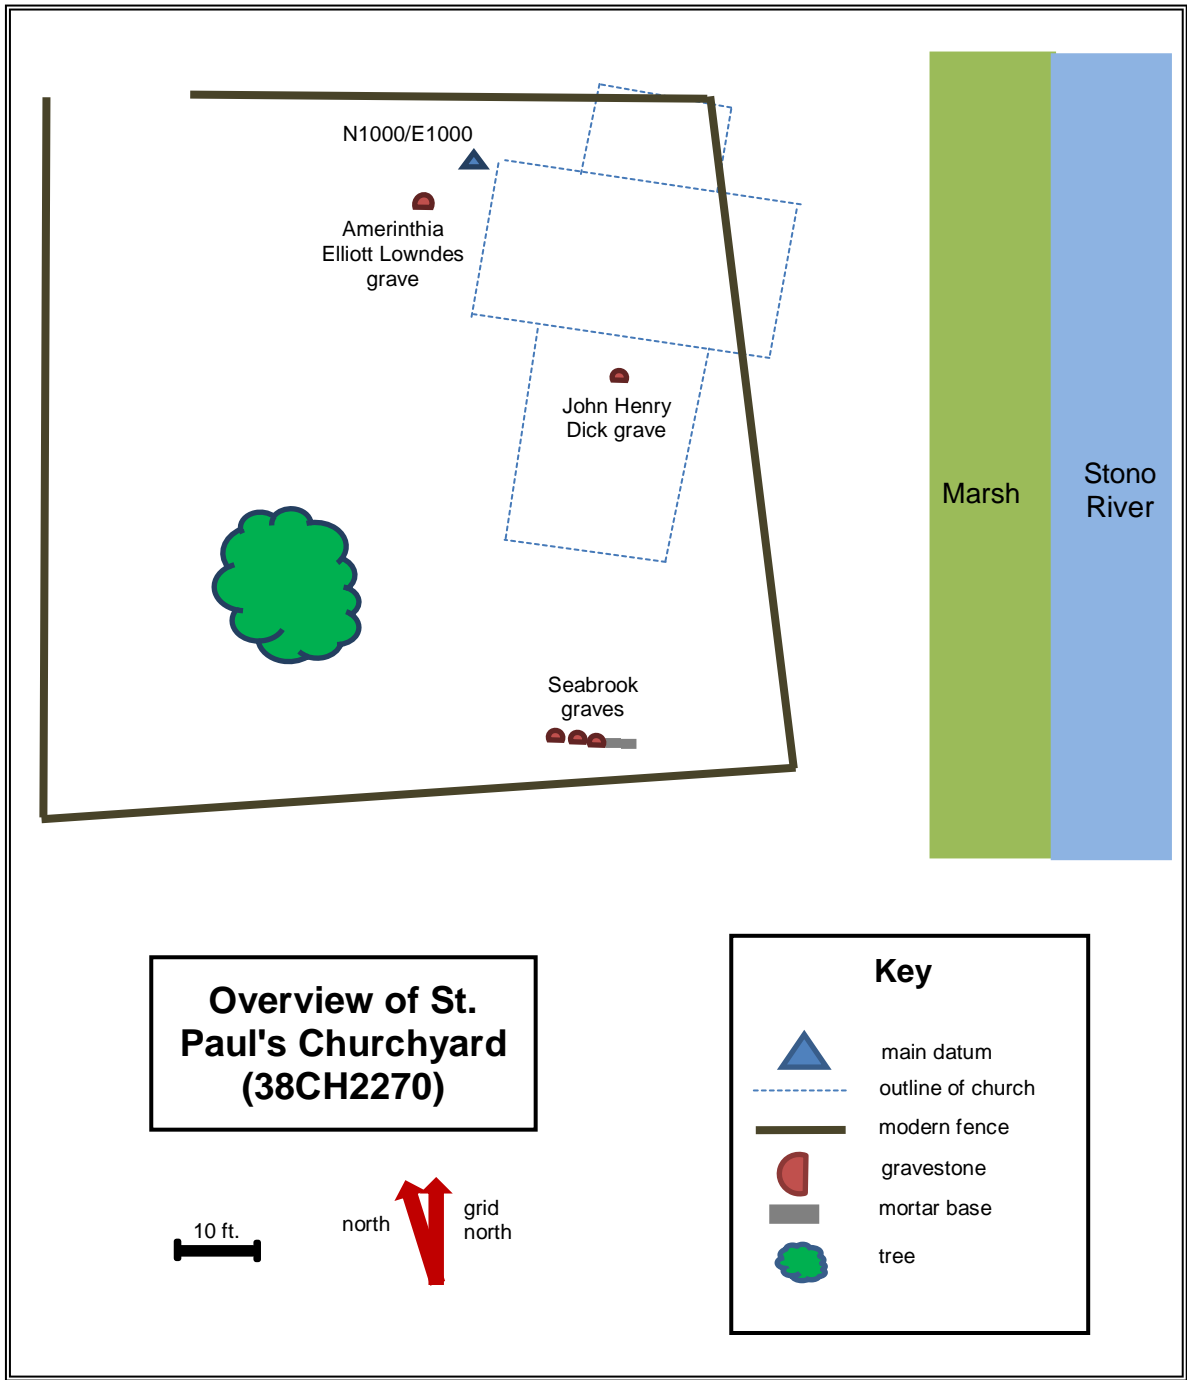 N1000/E1000
Amerinthia
Elliott Lowndes
grave
John Henry
Dick grave
Marsh
Stono
River
Seabrook
graves
Overview of St.
Paul's Churchyard
(38CH2270)
10 ft.
north
grid
north
Key
main datum
outline of church
modern fence
gravestone
mortar base
tree